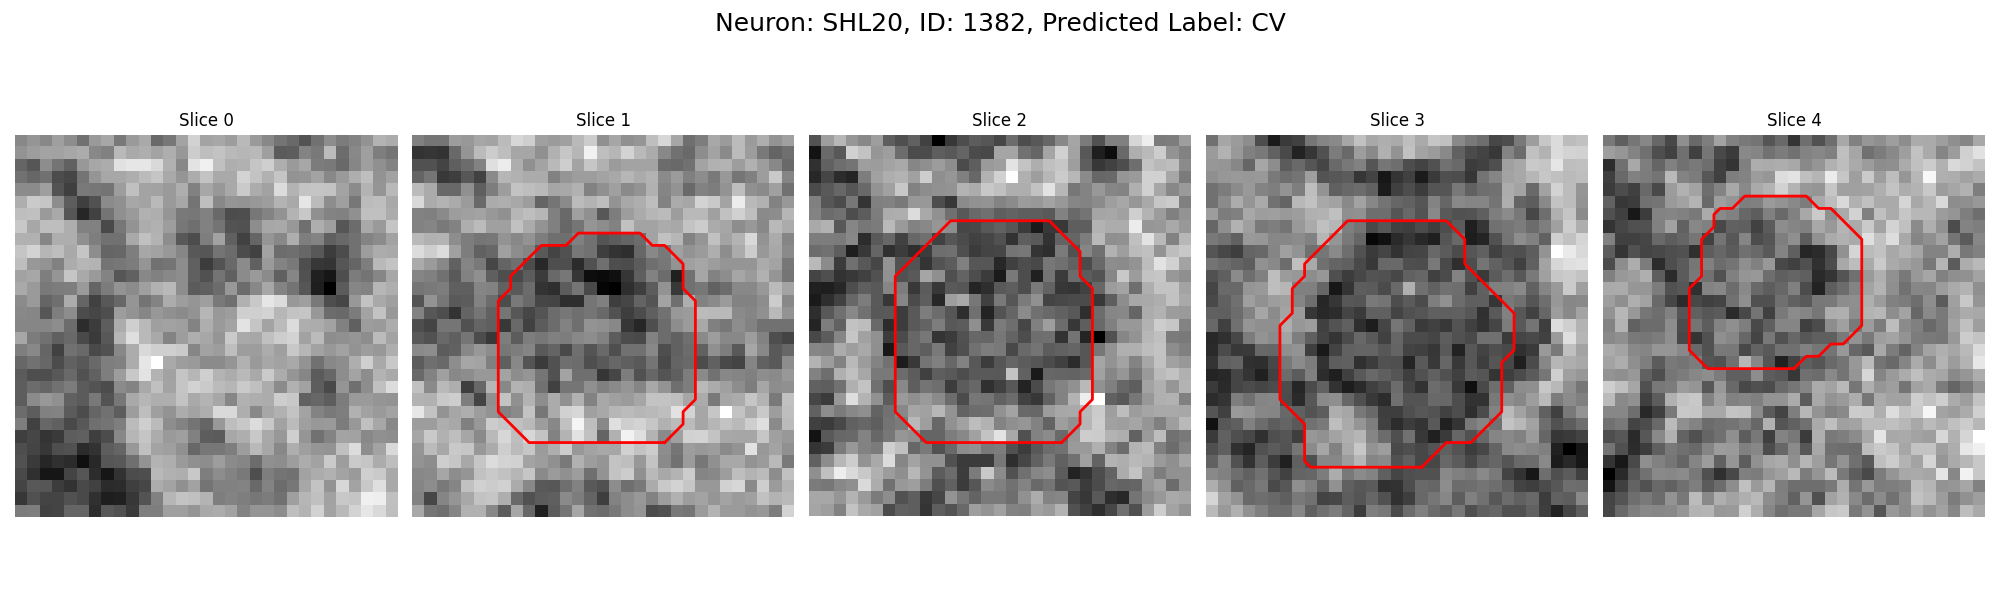 Neuron: SHL20, ID: 1382, Predicted Label: CV
Slice 0
Slice 1
Slice 2
Slice 3
Slice 4